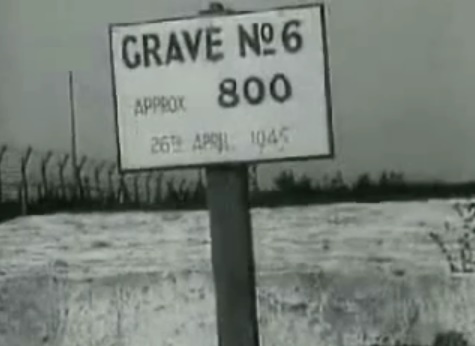 GRAVE Nº 6
APPROX 800
26TH APRIL 1945